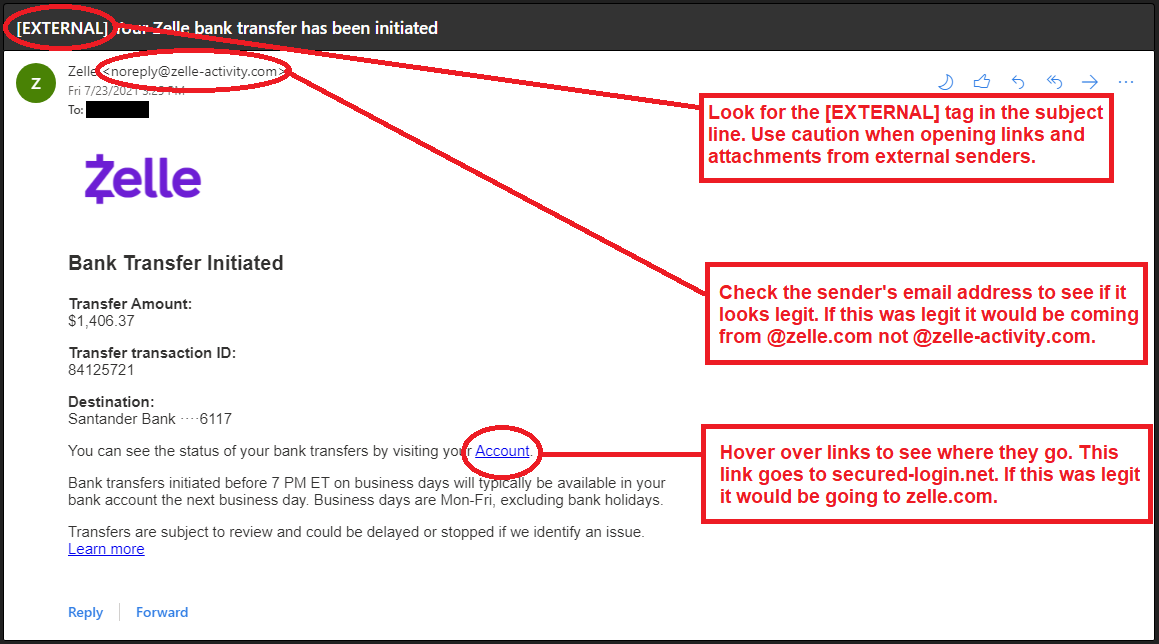 [EXTERNAL] Your Zelle bank transfer has been initiated
Z
Zelle <noreply@zelle-activity.com>
Fri 7/23/2021 PM
To:
Look for the [EXTERNAL] tag in the subject
line. Use caution when opening links and
attachments from external senders.
Zelle
Bank Transfer Initiated
Transfer Amount:
$1,406.37
Transfer transaction ID:
84125721
Destination:
Santander Bank ····6117
Check the sender's email address to see if it
looks legit. If this was legit it would be coming
from @zelle.com not @zelle-activity.com.
You can see the status of your bank transfers by visiting your Account.
Bank transfers initiated before 7 PM ET on business days will typically be available in your
bank account the next business day. Business days are Mon-Fri, excluding bank holidays.
Hover over links to see where they go. This
link goes to secured-login.net. If this was legit
it would be going to zelle.com.
Transfers are subject to review and could be delayed or stopped if we identify an issue.
Learn more
Reply
Forward